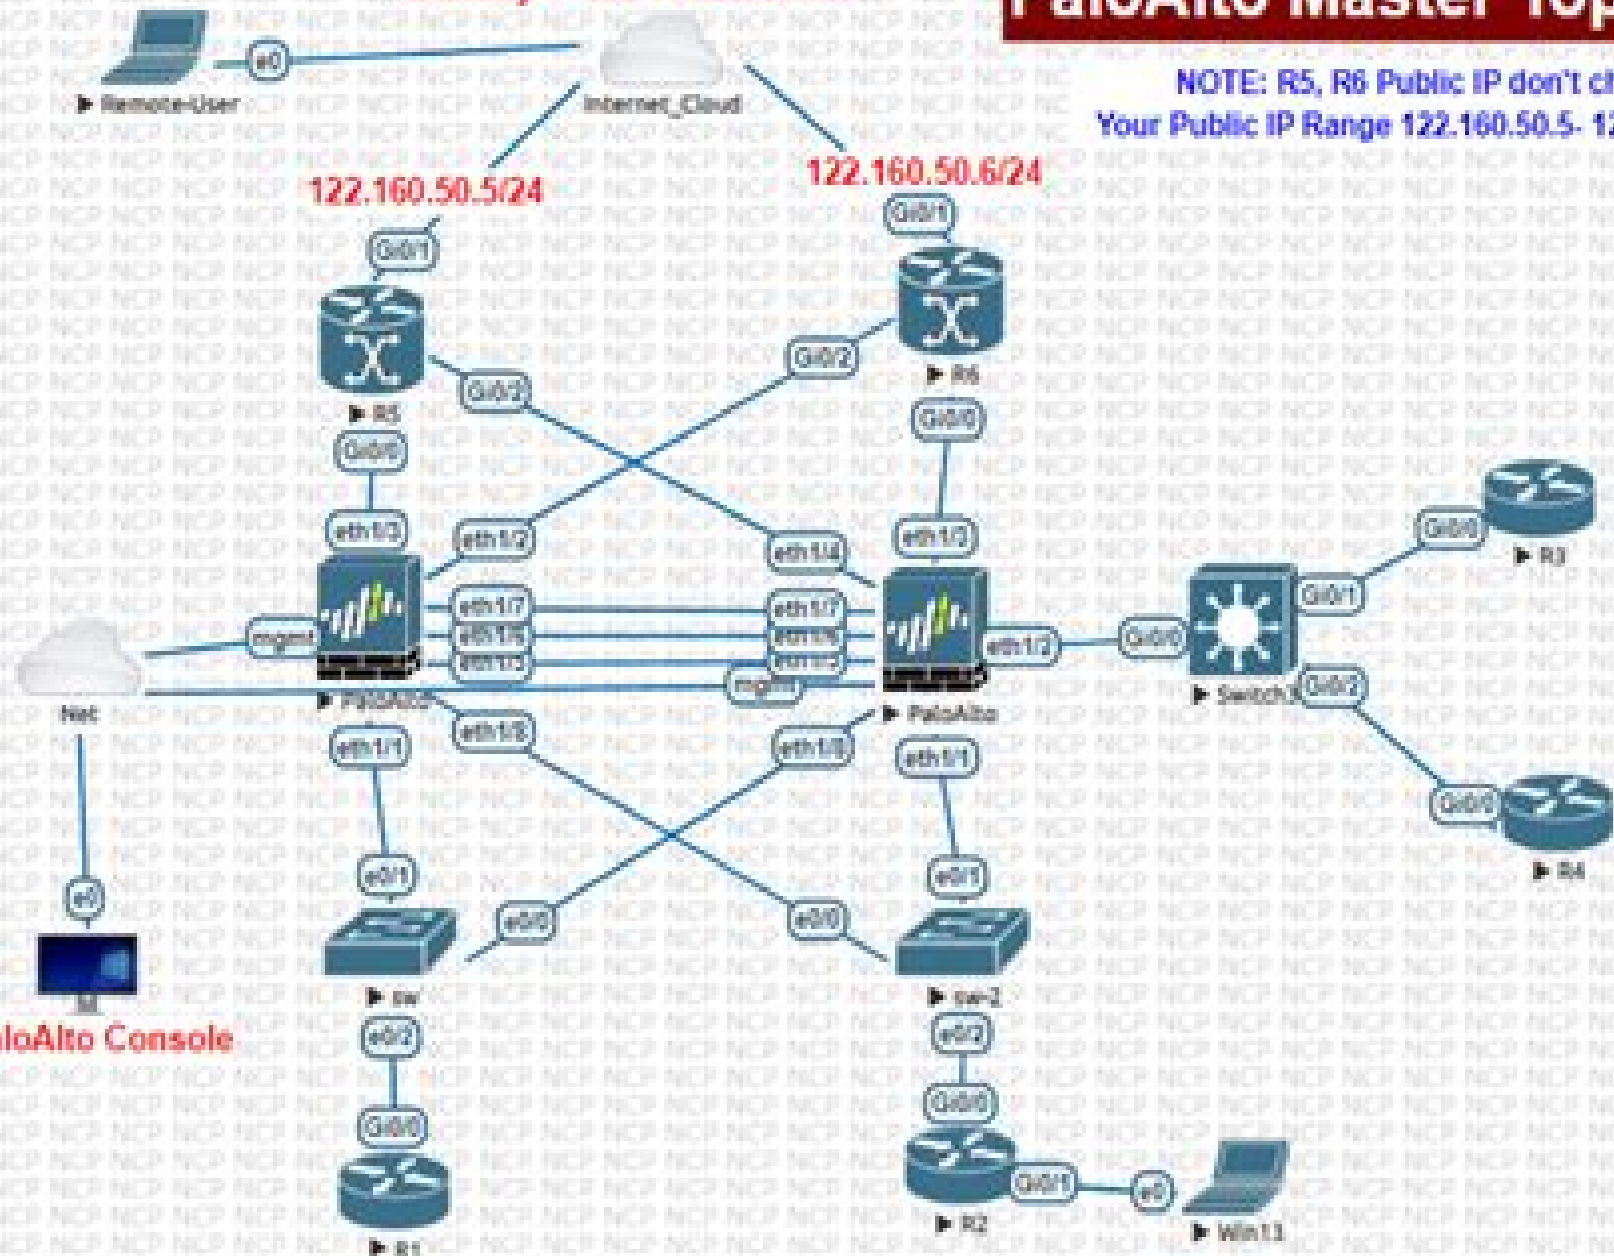 PaloAlto Master Top
e0
Remote-User
Internet_Cloud
NOTE: R5, R6 Public IP don't ch
Your Public IP Range 122.160.50.5- 12
122.160.50.5/24
122.160.50.6/24
Gi0/1
Gi0/1
R5
Gi0/2
Gi0/2
R6
Gi0/0
Gi0/0
eth1/3
eth1/2
eth1/4
eth1/3
Gi0/0
R3
eth1/7
eth1/7
Gi0/1
mgmt
eth1/6
eth1/6
eth1/2
Gi0/0
eth1/5
eth1/5
mgmt
Net
PaloAlto
PaloAlto
Switch3
Gi0/2
eth1/1
eth1/8
eth1/8
eth1/1
Gi0/0
R4
e0
e0/1
e0/1
e0/0
e0/0
sw
sw-2
aloAlto Console
e0/2
e0/2
Gi0/0
Gi0/0
R1
R2
Gi0/1
e0
Win13